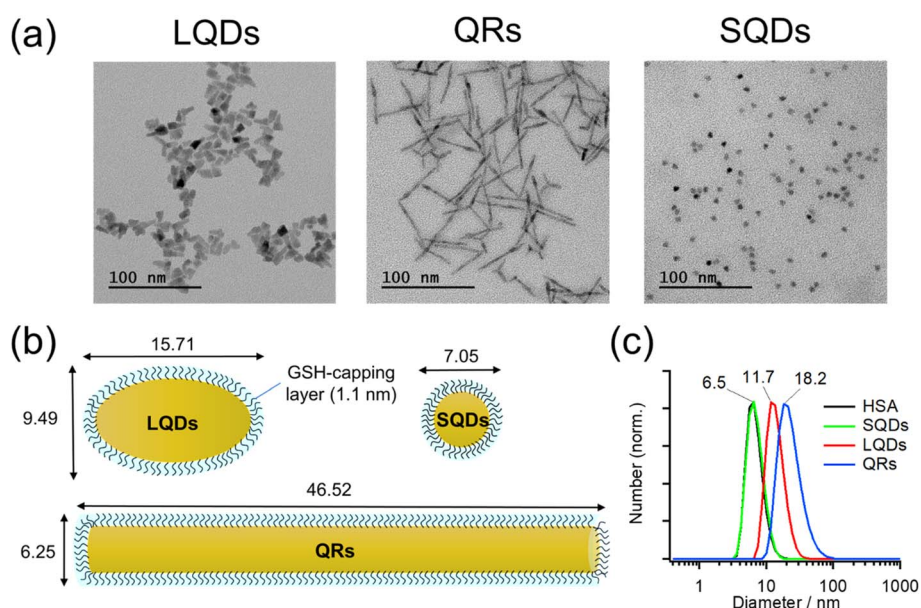 (a)
LQDs
QRs
SQDs
100 nm
100 nm
100 nm
(b)
15.71
9.49
GSH-capping
layer (1.1 nm)
LQDs
7.05
SQDs
46.52
6.25
QRs
(c)
6.5
11.7
18.2
HSA
SQDs
LQDs
QRs
Number (norm.)
1
10
100
1000
Diameter / nm